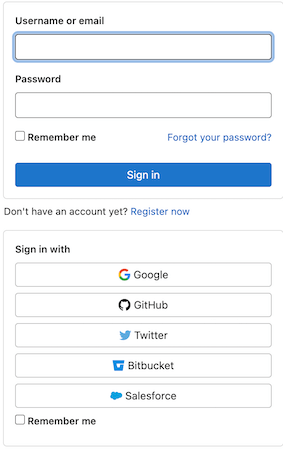 Username or email
Password
Remember me Forgot your password?
Sign in
Don't have an account yet? Register now
Sign in with
Google
GitHub
Twitter
Bitbucket
Salesforce
Remember me